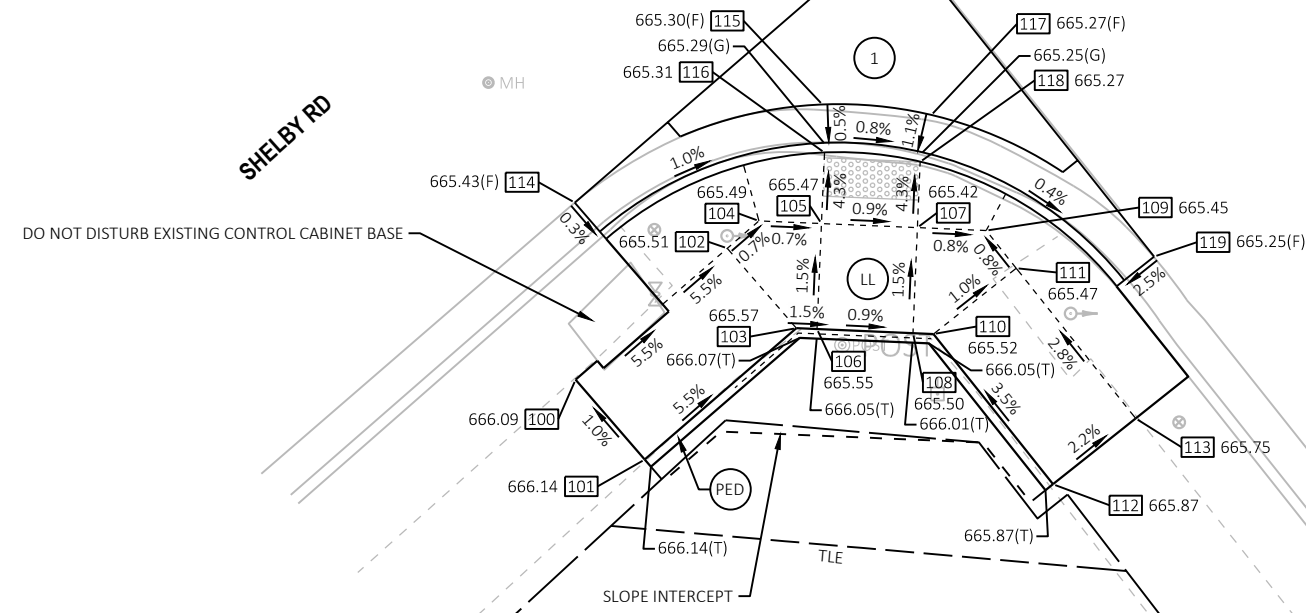 665.30(F) 115
665.29(G)
665.31 116
117 665.27(F)
665.25(G)
118 665.27
1
MH
SHELBY RD
0.5%
0.8%
1.1%
1.0%
665.43(F) 114
0.3%
DO NOT DISTURB EXISTING CONTROL CABINET BASE
665.49
104
665.47
105
4.3%
4.3%
665.42
107
0.4%
109 665.45
119 665.25(F)
2.5%
665.51 102
0.7%
0.7%
0.9%
0.8%
0.8%
111
665.47
5.5%
1.5%
LL
1.5%
1.0%
665.57
103
1.5%
0.9%
110
665.52
2.8%
5.5%
666.07(T)
106
665.55
666.05(T)
108
665.50
666.05(T)
666.01(T)
3.5%
666.09 100
1.0%
5.5%
2.2%
113 665.75
666.14 101
PED
112 665.87
665.87(T)
666.14(T)
TLE
SLOPE INTERCEPT